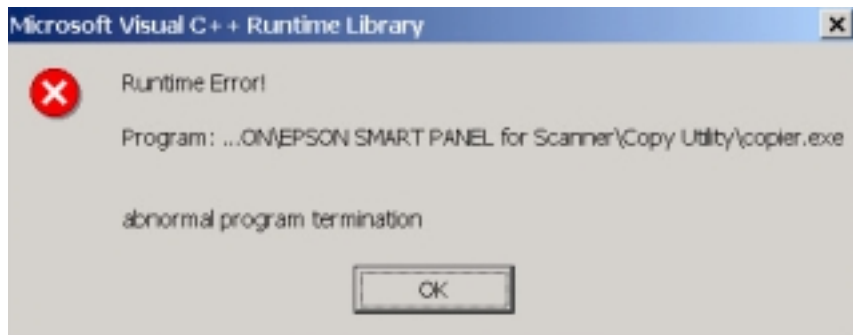 Microsoft Visual C++ Runtime Library
Runtime Error!
Program: ...ON\EPSON SMART PANEL for Scanner\Copy Utility\copier.exe
abnormal program termination
OK